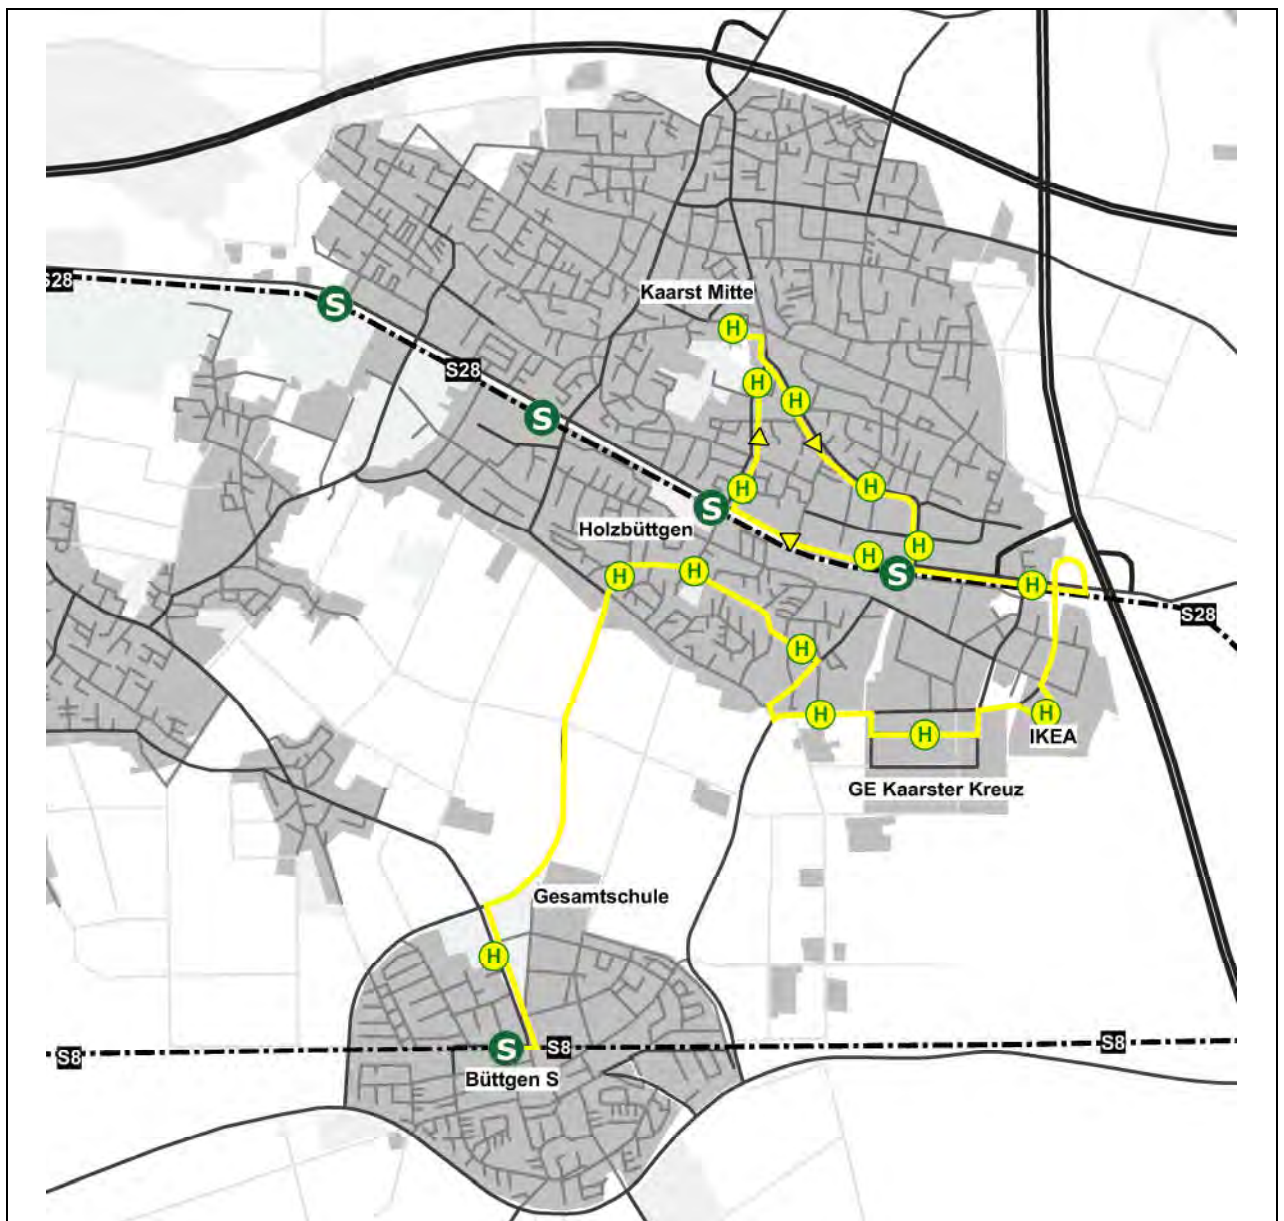 S28
S
Kaarst Mitte
H
S28
H
H
S
H
H
S
Holzbüttgen
H
H
H
S
H
H
H
S28
H
H
H
H
IKEA
GE Kaarster Kreuz
Gesamtschule
H
S8
S
S8
S8
Büttgen S